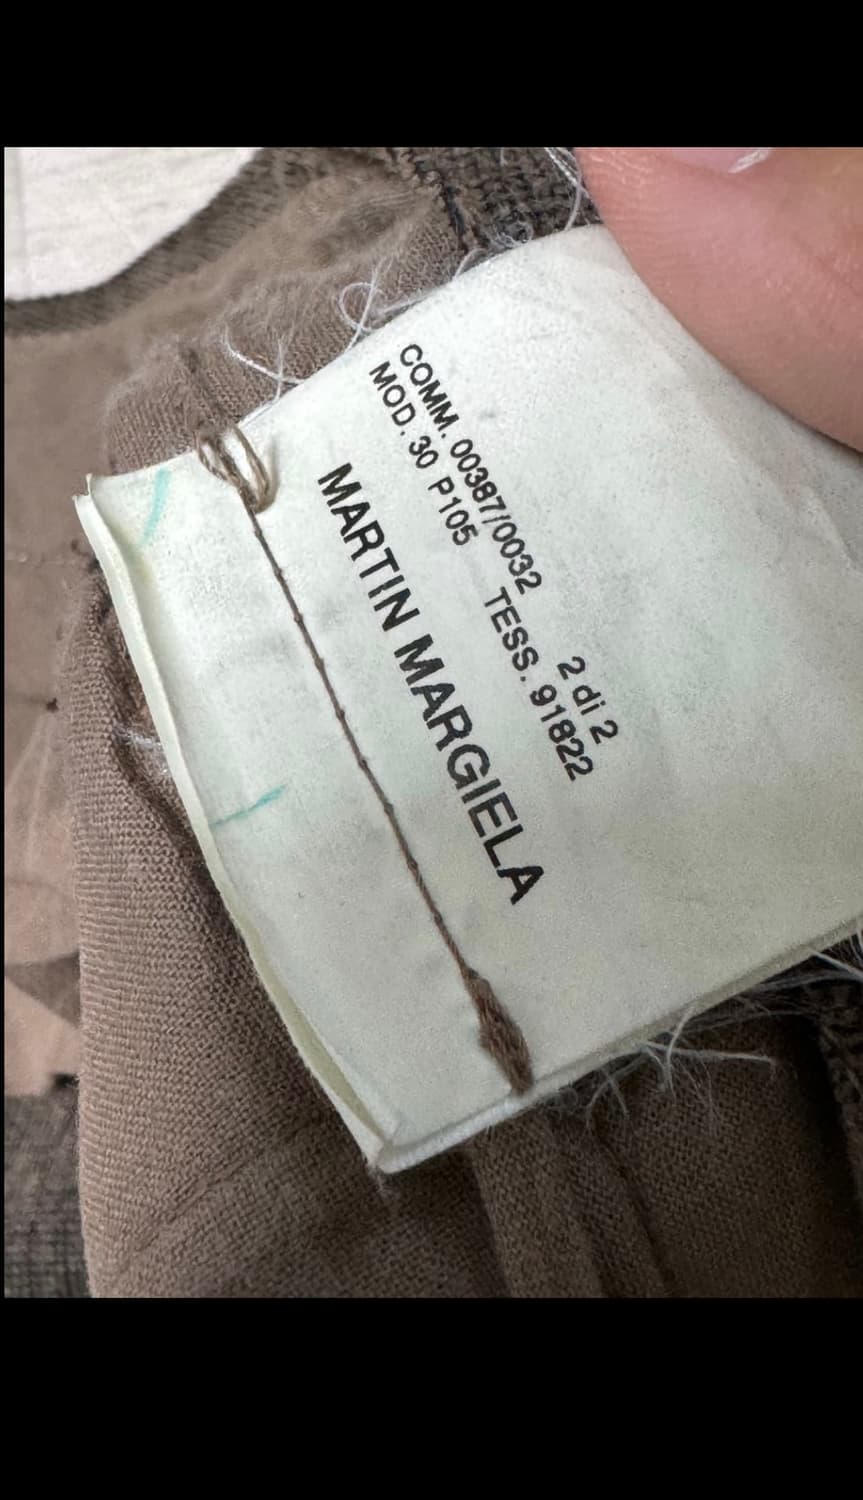 COMM. 00387/0032 2 di 2
MOD. 30 P105 TESS. 91822
MARTIN MARGIELA